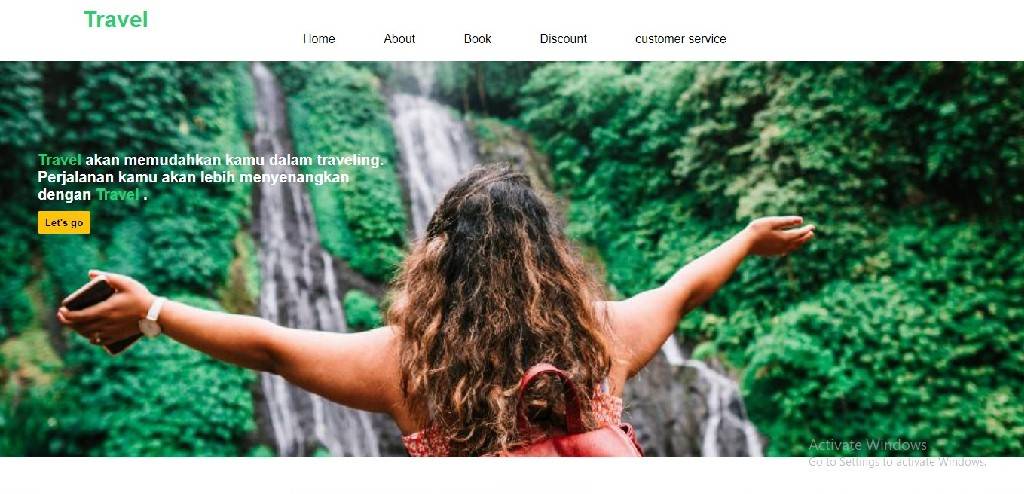 Travel
Home About Book Discount customer service
Travel akan memudahkan kamu dalam traveling.
Perjalanan kamu akan lebih menyenangkan
dengan Travel .
Let's go
Activate Windows
Go to Settings to activate Windows.